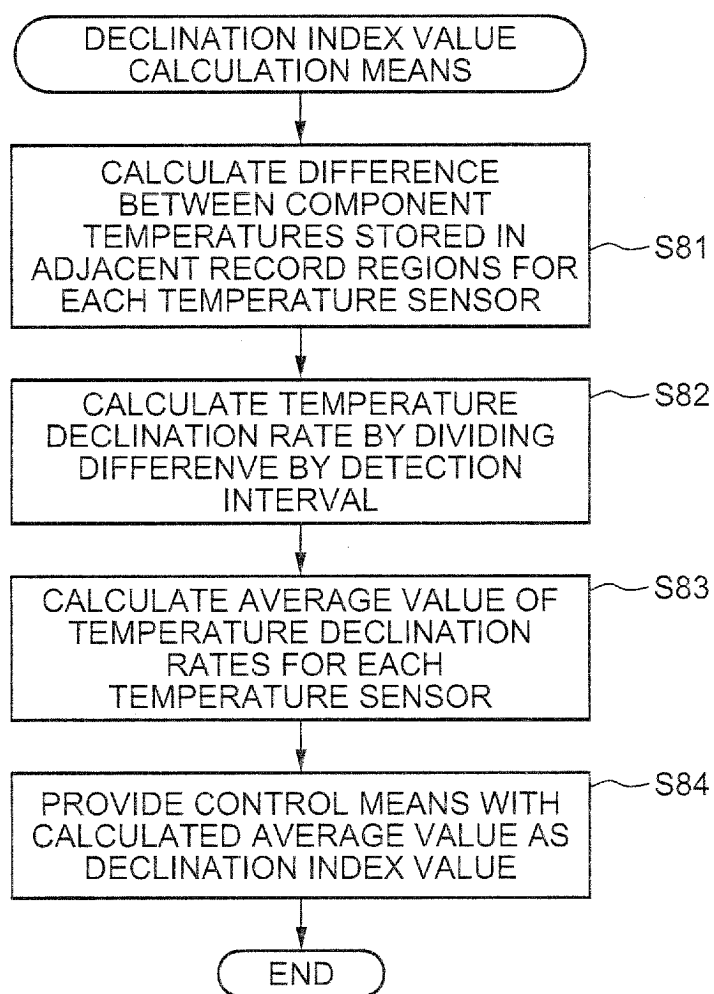 DECLINATION INDEX VALUE
CALCULATION MEANS
CALCULATE DIFFERENCE
BETWEEN COMPONENT
TEMPERATURES STORED IN
ADJACENT RECORD REGIONS FOR
EACH TEMPERATURE SENSOR
S81
CALCULATE TEMPERATURE
DECLINATION RATE BY DIVIDING
DIFFERENVE BY DETECTION
INTERVAL
S82
CALCULATE AVERAGE VALUE OF
TEMPERATURE DECLINATION
RATES FOR EACH
TEMPERATURE SENSOR
S83
PROVIDE CONTROL MEANS WITH
CALCULATED AVERAGE VALUE AS
DECLINATION INDEX VALUE
S84
END